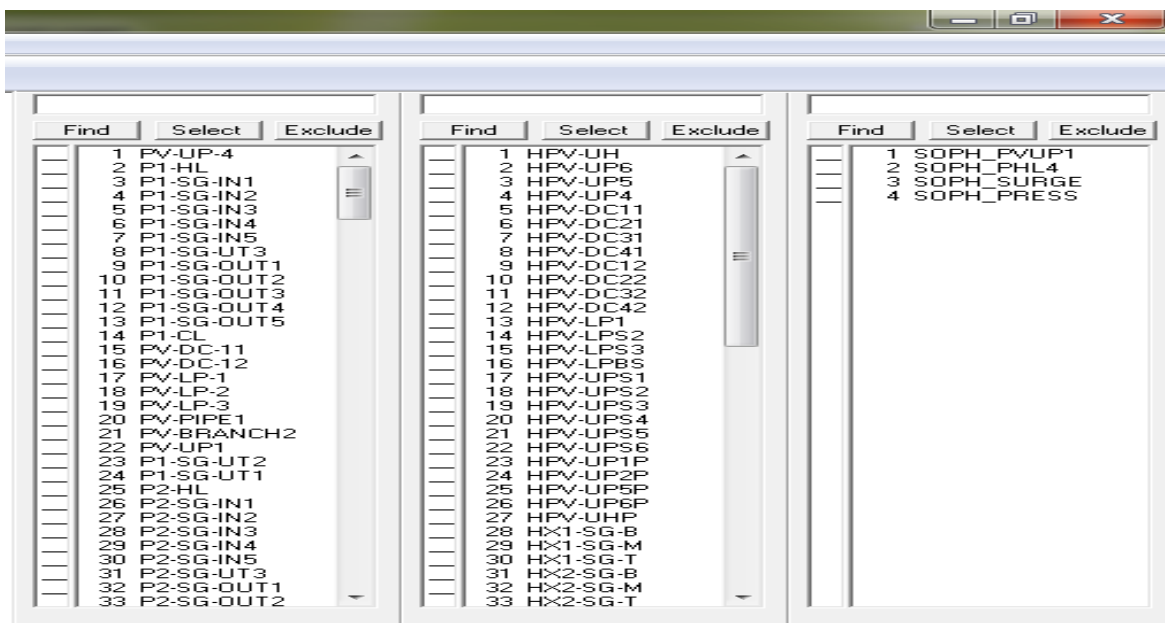 Find Select Exclude
1 PV-UP-4
2 P1-HL
3 P1-SG-IN1
4 P1-SG-IN2
5 P1-SG-IN3
6 P1-SG-IN4
7 P1-SG-IN5
8 P1-SG-UT3
9 P1-SG-OUT1
10 P1-SG-OUT2
11 P1-SG-OUT3
12 P1-SG-OUT4
13 P1-SG-OUT5
14 P1-CL
15 PV-DC-11
16 PV-DC-12
17 PV-LP-1
18 PV-LP-2
19 PV-LP-3
20 PV-PIPE1
21 PV-BRANCH2
22 PV-UP1
23 P1-SG-UT2
24 P1-SG-UT1
25 P2-HL
26 P2-SG-IN1
27 P2-SG-IN2
28 P2-SG-IN3
29 P2-SG-IN4
30 P2-SG-IN5
31 P2-SG-UT3
32 P2-SG-OUT1
33 P2-SG-OUT2
Find Select Exclude
1 HPV-UH
2 HPV-UP6
3 HPV-UP5
4 HPV-UP4
5 HPV-DC11
6 HPV-DC21
7 HPV-DC31
8 HPV-DC41
9 HPV-DC12
10 HPV-DC22
11 HPV-DC32
12 HPV-DC42
13 HPV-LP1
14 HPV-LPS2
15 HPV-LPS3
16 HPV-LPBS
17 HPV-UPS1
18 HPV-UPS2
19 HPV-UPS3
20 HPV-UPS4
21 HPV-UPS5
22 HPV-UPS6
23 HPV-UP1P
24 HPV-UP2P
25 HPV-UP5P
26 HPV-UP6P
27 HPV-UHP
28 HX1-SG-B
29 HX1-SG-M
30 HX1-SG-T
31 HX2-SG-B
32 HX2-SG-M
33 HX2-SG-T
Find Select Exclude
1 SOPH_PVUP1
2 SOPH_PHL4
3 SOPH_SURGE
4 SOPH_PRESS